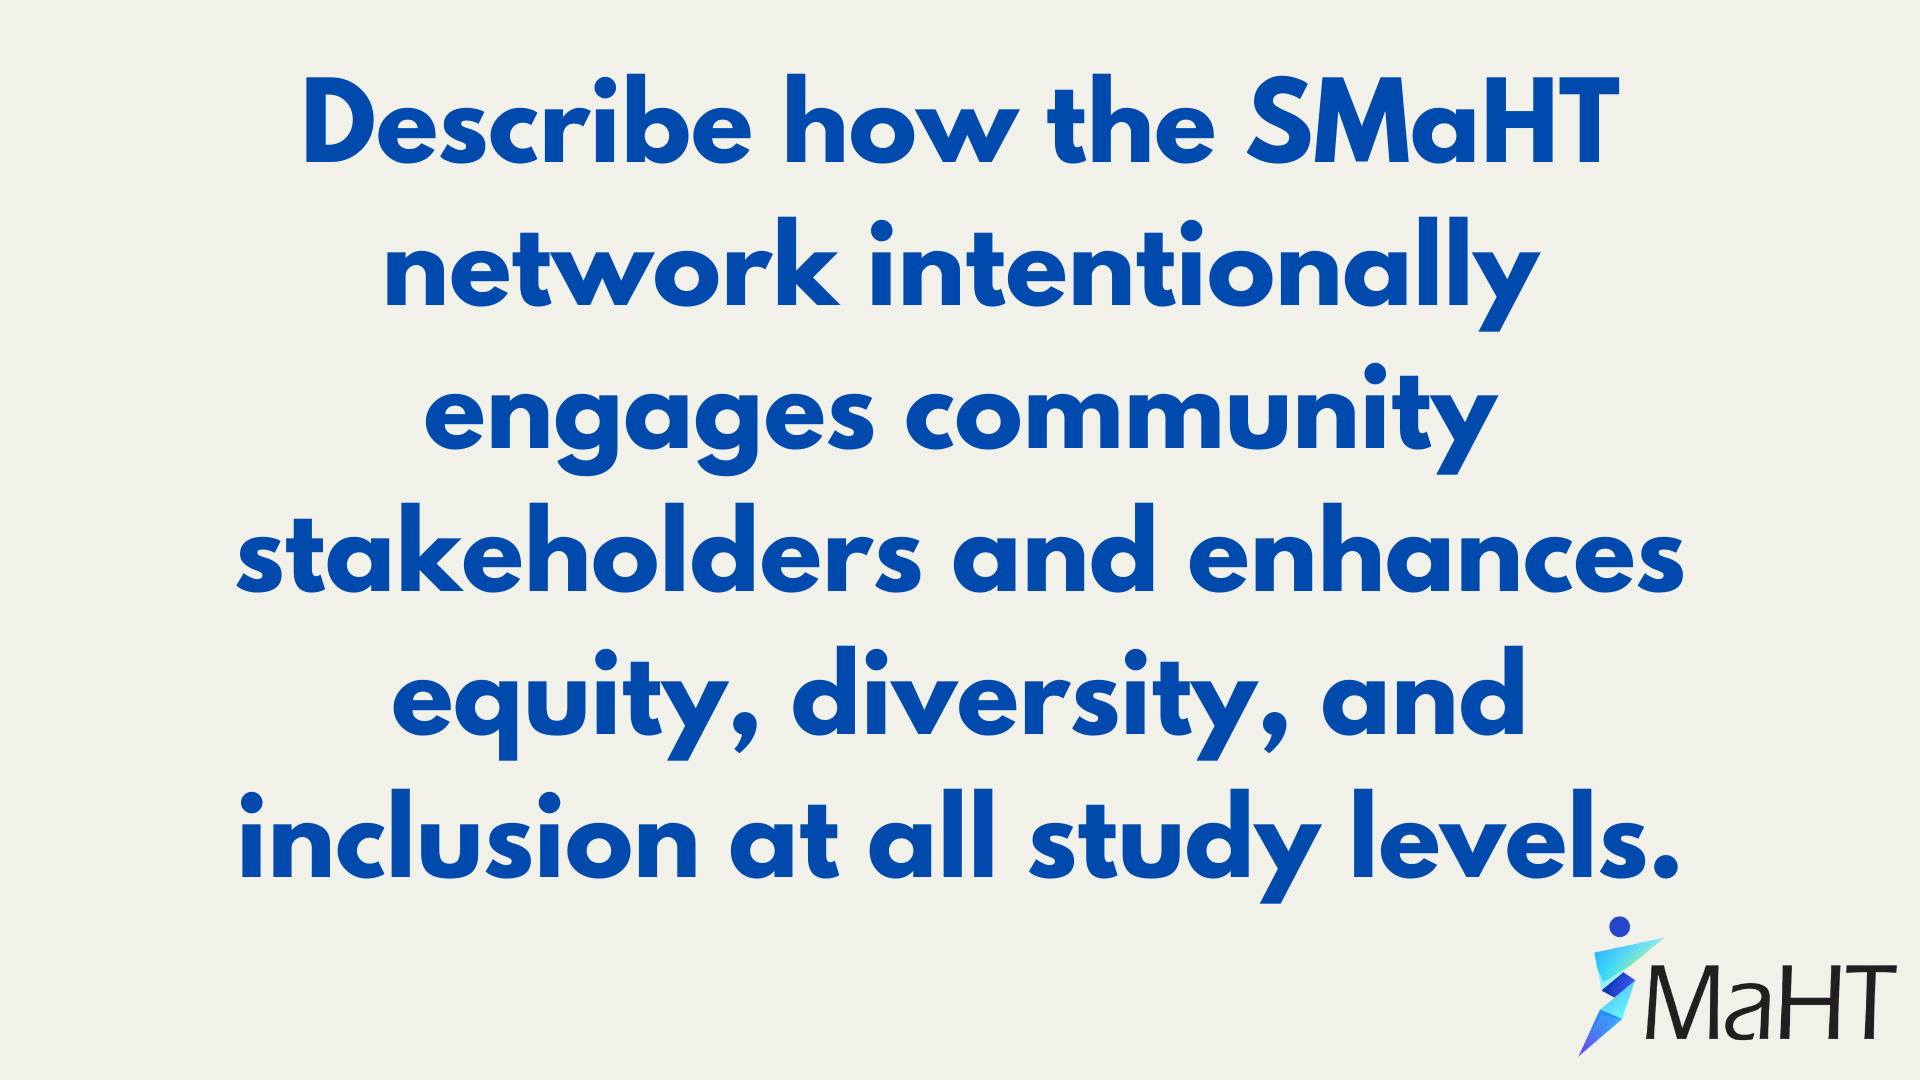 Describe how the SMaHT
network intentionally
engages community
stakeholders and enhances
equity, diversity, and
inclusion at all study levels.
SMaHT